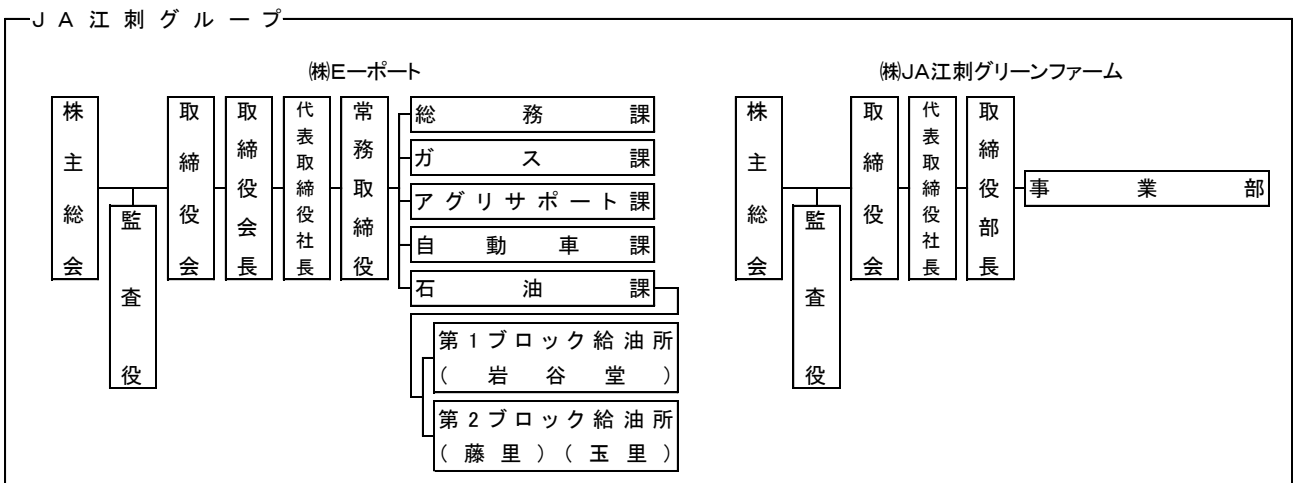 JA江刺グループ
㈱Eーポート
株主総会
監査役
取締役会
取締役会長
代表取締役社長
常務取締役
総務課
ガス課
アグリサポート課
自動車課
石油課
第1ブロック給油所
(岩谷堂)
第2ブロック給油所
(藤里)(玉里)
㈱JA江刺グリーンファーム
株主総会
監査役
取締役会
代表取締役社長
取締役部長
事業部